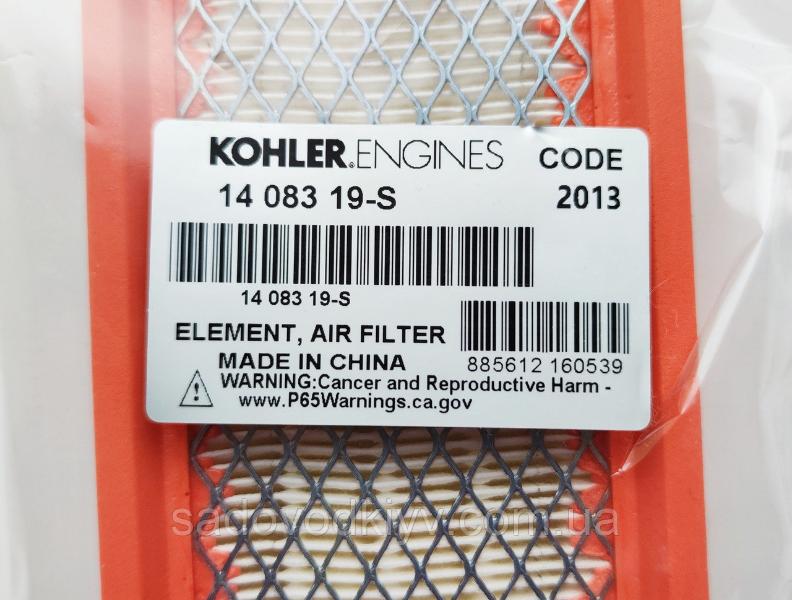 KOHLER® ENGINES CODE
14 083 19-S 2013
14 083 19-S
ELEMENT, AIR FILTER
MADE IN CHINA
885612 160539
WARNING:Cancer and Reproductive Harm -
www.P65Warnings.ca.gov
sadovodkiyv.com.ua